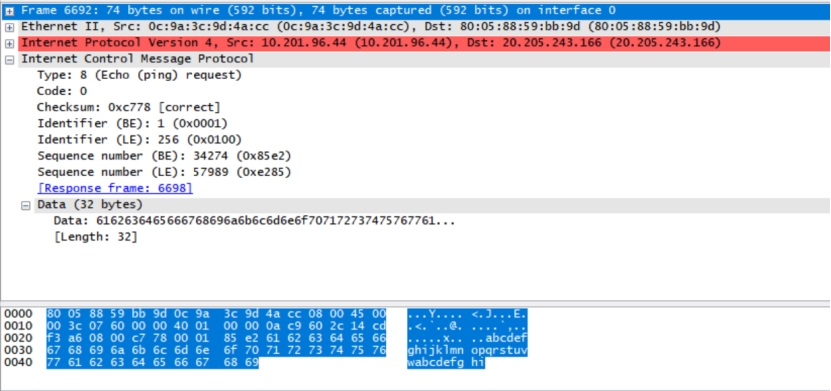 Frame 6692: 74 bytes on wire (592 bits), 74 bytes captured (592 bits) on interface 0
Ethernet II, Src: 0c:9a:3c:9d:4a:cc (0c:9a:3c:9d:4a:cc), Dst: 80:05:88:59:bb:9d (80:05:88:59:bb:9d)
Internet Protocol Version 4, Src: 10.201.96.44 (10.201.96.44), Dst: 20.205.243.166 (20.205.243.166)
Internet Control Message Protocol
Type: 8 (Echo (ping) request)
Code: 0
Checksum: 0xc778 [correct]
Identifier (BE): 1 (0x0001)
Identifier (LE): 256 (0x0100)
Sequence number (BE): 34274 (0x85e2)
Sequence number (LE): 57989 (0xe285)
[Response frame: 6698]
Data (32 bytes)
Data: 6162636465666768696a6b6c6d6e6f707172737475767761...
[Length: 32]
0000 80 05 88 59 bb 9d 0c 9a 3c 9d 4a cc 08 00 45 00 ...Y.... <.J...E.
0010 00 3c 07 60 00 00 40 01 00 00 0a c9 60 2c 14 cd .<.`..@. ....`,..
0020 f3 a6 08 00 c7 78 00 01 85 e2 61 62 63 64 65 66 .....x.. ..abcdef
0030 67 68 69 6a 6b 6c 6d 6e 6f 70 71 72 73 74 75 76 ghijklmn opqrstuv
0040 77 61 62 63 64 65 66 67 68 69 wabcdefg hi